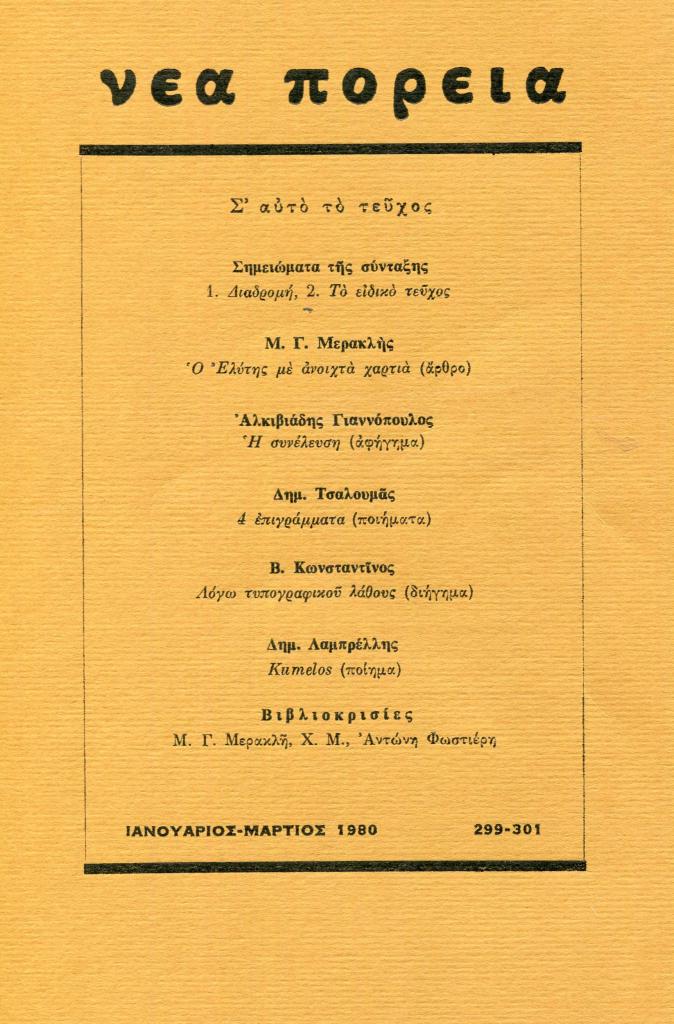 νεα πορεια
Σ' αὐτὸ τὸ τεῦχος
Σημειώματα τῆς σύνταξης
1. Διαδρομή, 2. Τὸ εἰδικὸ τεῦχος
Μ. Γ. Μερακλῆς
Ὁ Ἐλύτης μὲ ἀνοιχτὰ χαρτιὰ (ἄρθρο)
Ἀλκιβιάδης Γιαννόπουλος
Ἡ συνέλευση (ἀφήγημα)
Δημ. Τσαλουμᾶς
4 ἐπιγράμματα (ποιήματα)
Β. Κωνσταντῖνος
Λόγω τυπογραφικοῦ λάθους (διήγημα)
Δημ. Λαμπρέλλης
Kumelos (ποίημα)
Βιβλιοκρισίες
Μ. Γ. Μερακλῆ, Χ. Μ., Ἀντώνη Φωστιέρη
ΙΑΝΟΥΑΡΙΟΣ-ΜΑΡΤΙΟΣ 1980 299-301